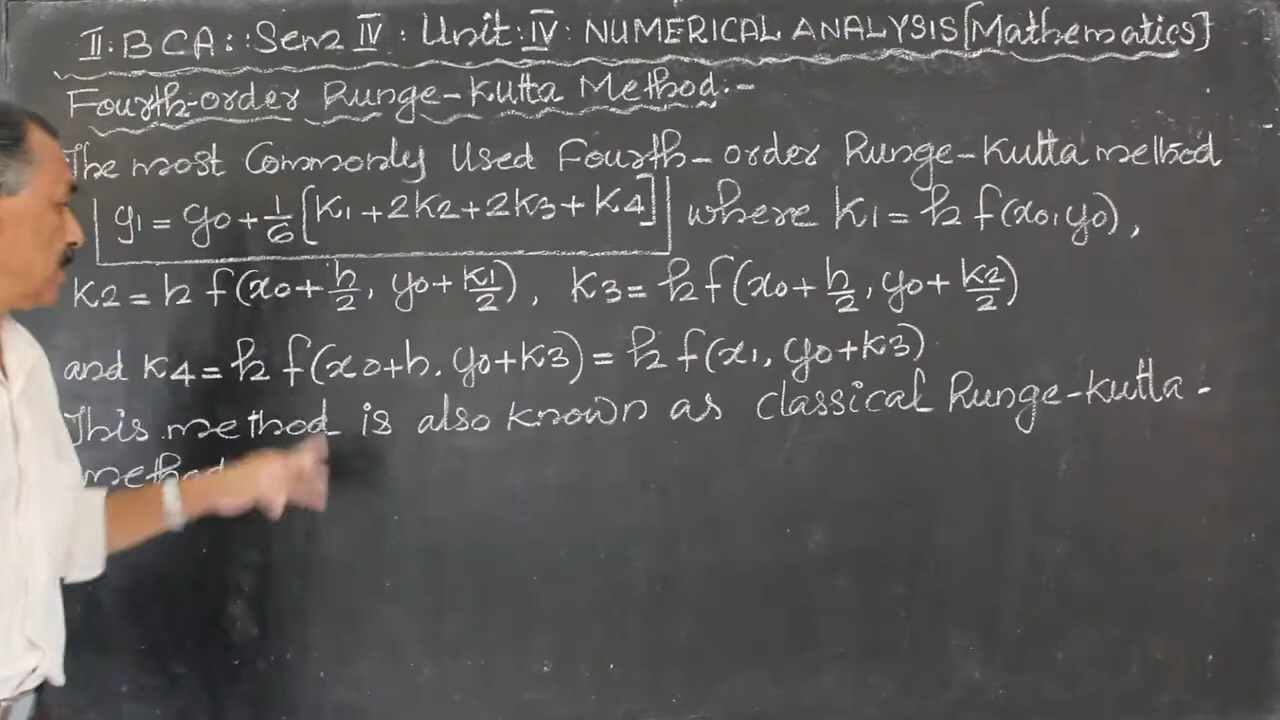 II:BCA::Sem IV: Unit:IV: NUMERICAL ANALYSIS[Mathematics]
Fourth-order Runge-Kutta Method:-
The most Commonly Used Fourth-order Runge-Kutta method
y1 = y0 + 1/6 [K1 + 2K2 + 2K3 + K4] where K1 = h f(x0, y0),
K2 = h f(x0 + h/2, y0 + K1/2), K3 = h f(x0 + h/2, y0 + K2/2)
and K4 = h f(x0+h, y0+K3) = h f(x1, y0+K3)
This method is also known as classical Runge-kutta-
method